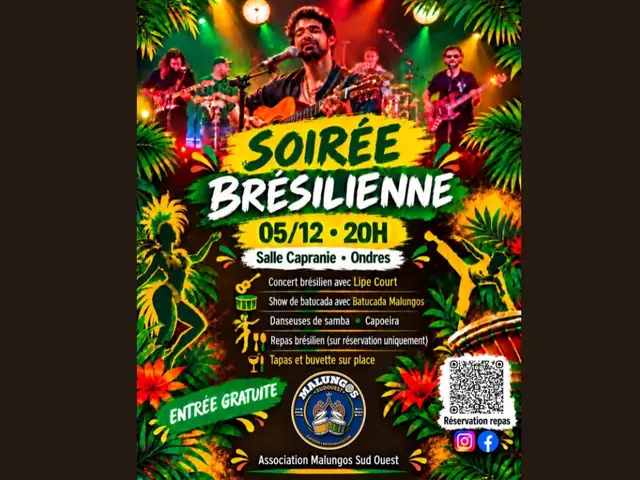 SOIRÉE
BRÉSILIENNE
05/12 • 20H
Salle Capranie • Ondres
Concert brésilien avec Lipe Court
Show de batucada avec Batucada Malungos
Danseuses de samba • Capoeira
Repas brésilien (sur réservation uniquement)
Tapas et buvette sur place
ENTRÉE GRATUITE
MALUNGOS
SUDOUEST
Réservation repas
Association Malungos Sud Ouest